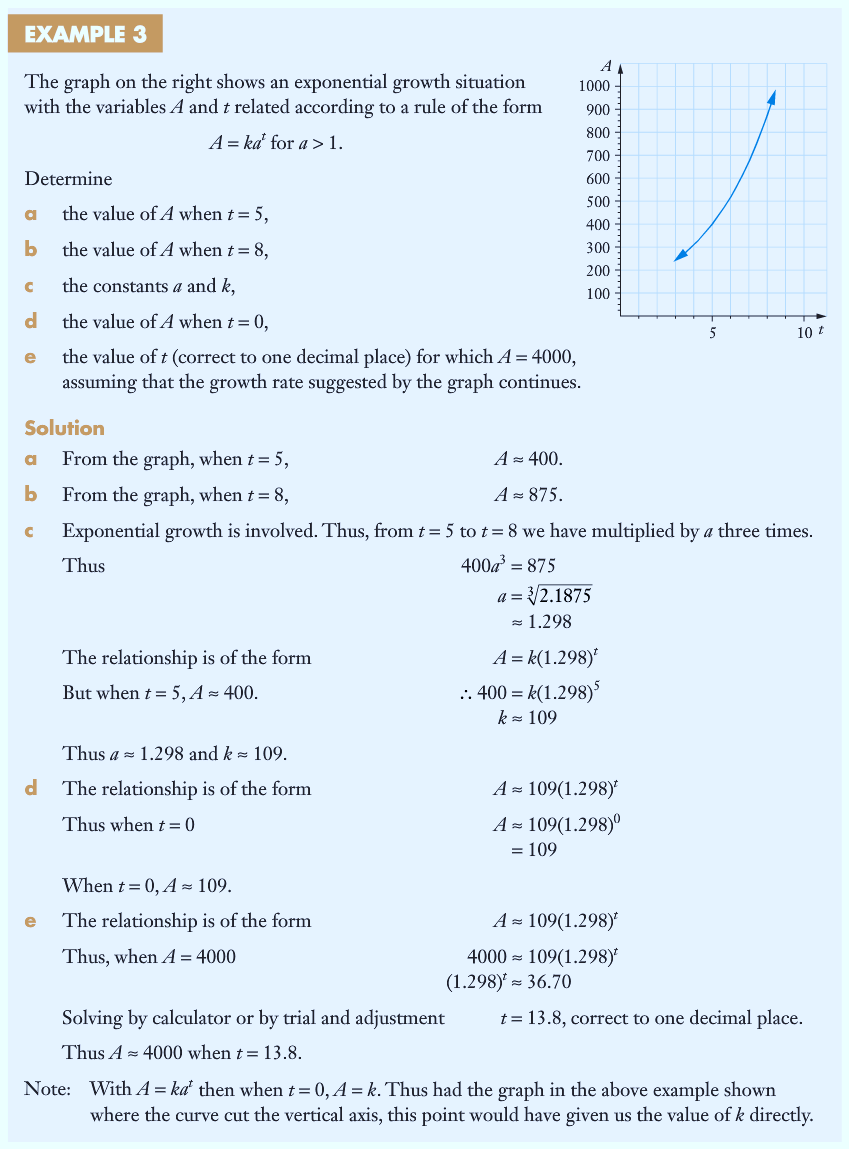 EXAMPLE 3
The graph on the right shows an exponential growth situation
with the variables A and t related according to a rule of the form
A = kaᵗ for a > 1.
Determine
a the value of A when t = 5,
b the value of A when t = 8,
c the constants a and k,
d the value of A when t = 0,
e the value of t (correct to one decimal place) for which A = 4000,
assuming that the growth rate suggested by the graph continues.
A
1000
900
800
700
600
500
400
300
200
100
5 10 t
Solution
a From the graph, when t = 5, A ≈ 400.
b From the graph, when t = 8, A ≈ 875.
c Exponential growth is involved. Thus, from t = 5 to t = 8 we have multiplied by a three times.
Thus 400a³ = 875
a = ∛2.1875
≈ 1.298
The relationship is of the form A = k(1.298)ᵗ
But when t = 5, A ≈ 400. ∴ 400 = k(1.298)⁵
k ≈ 109
Thus a ≈ 1.298 and k ≈ 109.
d The relationship is of the form A ≈ 109(1.298)ᵗ
Thus when t = 0 A ≈ 109(1.298)⁰
= 109
When t = 0, A ≈ 109.
e The relationship is of the form A ≈ 109(1.298)ᵗ
Thus, when A = 4000 4000 ≈ 109(1.298)ᵗ
(1.298)ᵗ ≈ 36.70
Solving by calculator or by trial and adjustment t = 13.8, correct to one decimal place.
Thus A ≈ 4000 when t = 13.8.
Note: With A = kaᵗ then when t = 0, A = k. Thus had the graph in the above example shown
where the curve cut the vertical axis, this point would have given us the value of k directly.